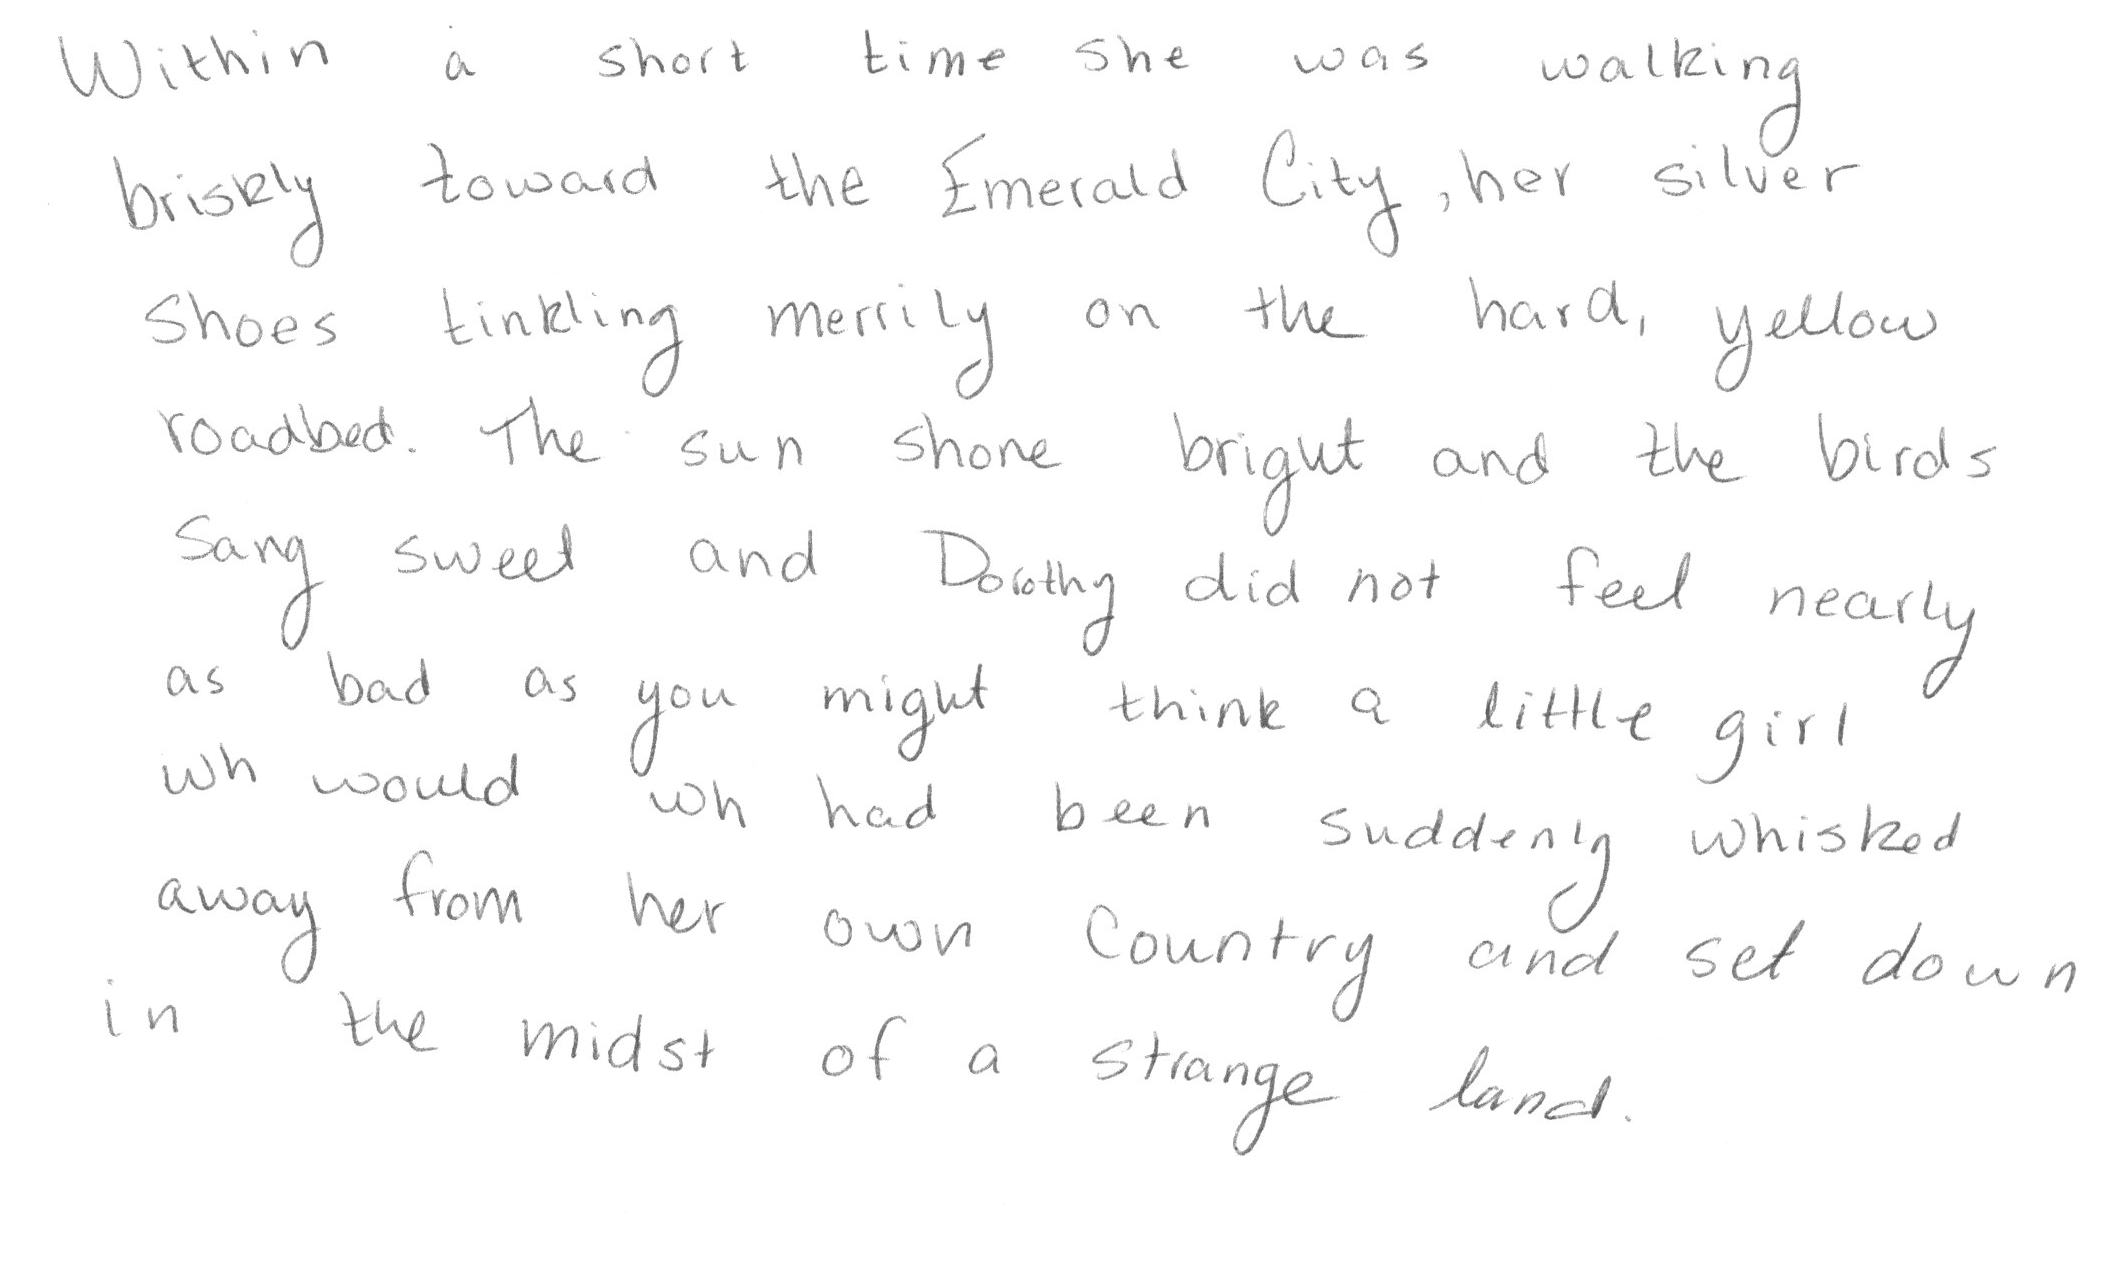 Within a short time she was walking
briskly toward the Emerald City, her silver
Shoes tinkling merrily on the hard, yellow
roadbed. The sun shone bright and the birds
Sang sweet and Dorothy did not feel nearly
as bad as you might think a little girl
wh would wh had been suddenly whisked
away from her own Country and set down
in the midst of a strange land.